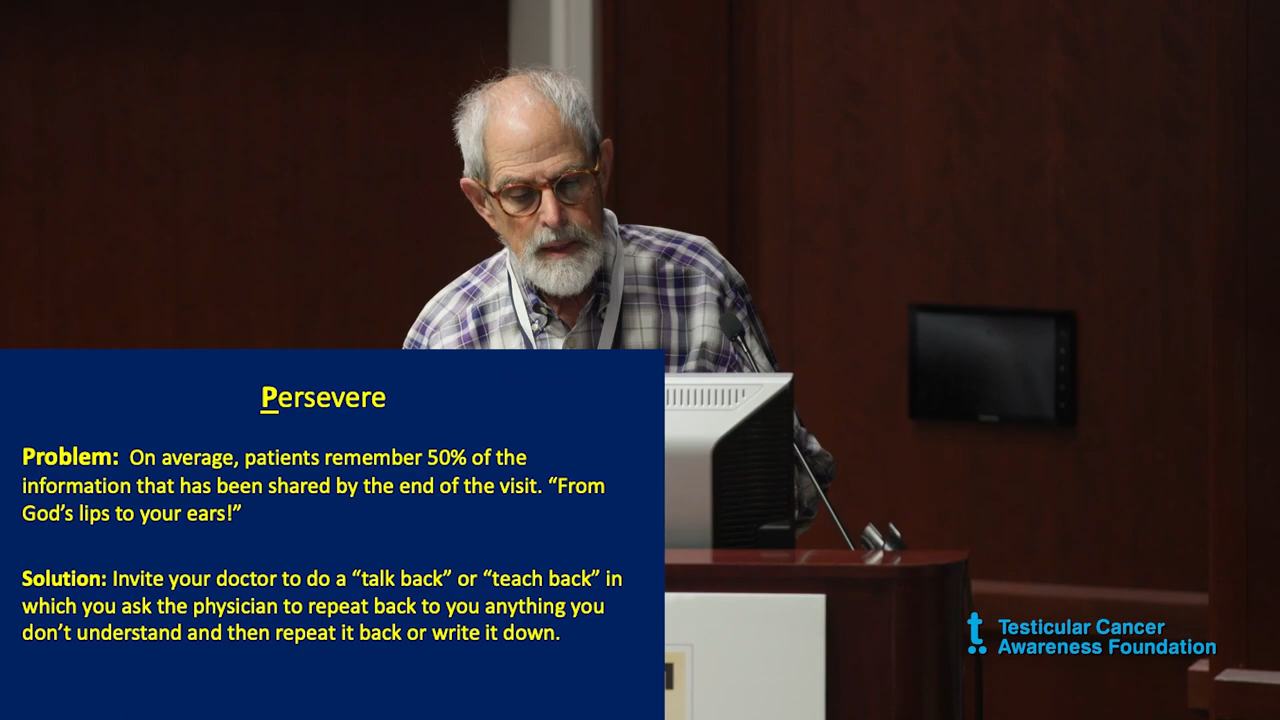 Persevere
Problem: On average, patients remember 50% of the
information that has been shared by the end of the visit. “From
God’s lips to your ears!”
Solution: Invite your doctor to do a “talk back” or “teach back” in
which you ask the physician to repeat back to you anything you
don’t understand and then repeat it back or write it down.
t.
Testicular Cancer
Awareness Foundation